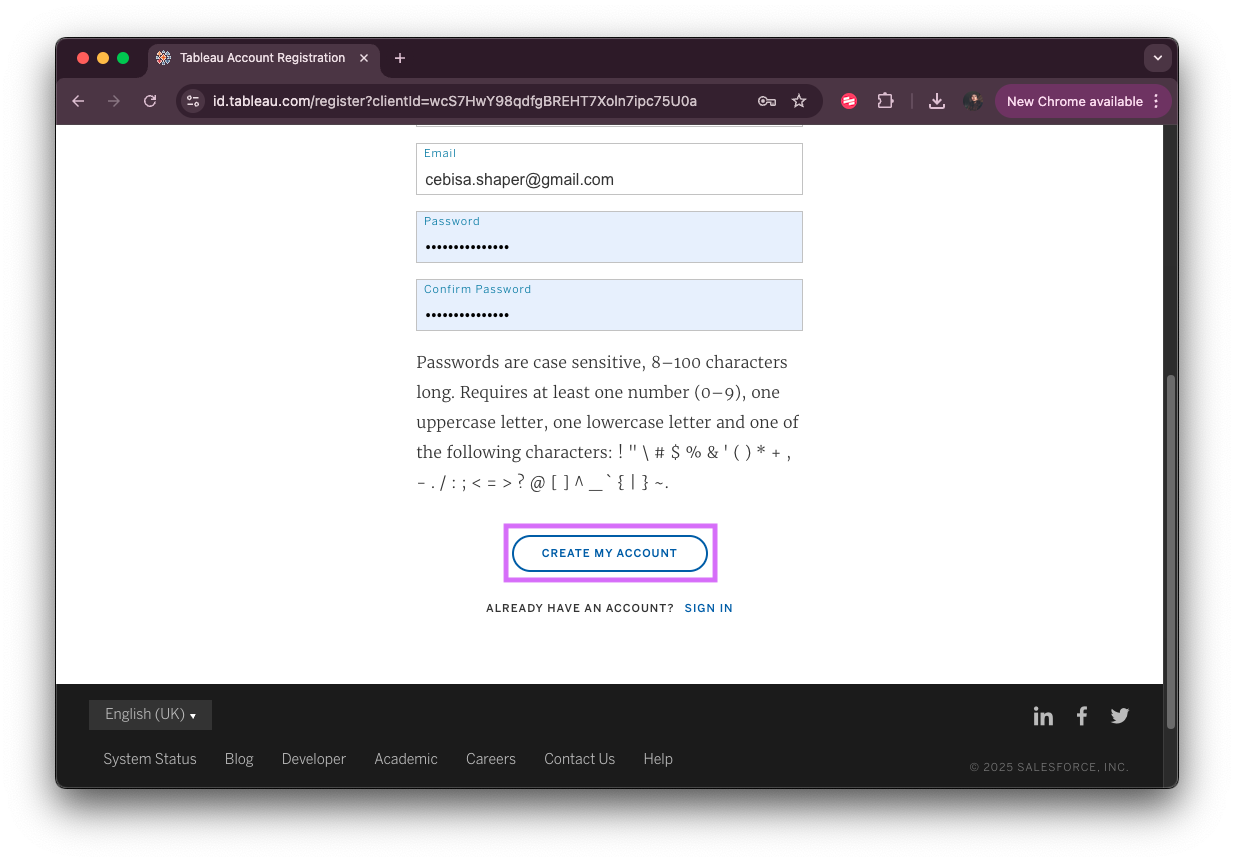 Tableau Account Registration
id.tableau.com/register?clientId=wcS7HwY98qdfgBREHT7XoIn7ipc75U0a
New Chrome available
Email
cebisa.shaper@gmail.com
Password
•••••••••••••••
Confirm Password
•••••••••••••••
Passwords are case sensitive, 8–100 characters
long. Requires at least one number (0–9), one
uppercase letter, one lowercase letter and one of
the following characters: ! " \ # $ % & ' ( ) * + ,
- . / : ; < = > ? @ [ ] ^ _ ` { | } ~.
CREATE MY ACCOUNT
ALREADY HAVE AN ACCOUNT? SIGN IN
English (UK) ▾
System Status Blog Developer Academic Careers Contact Us Help
© 2025 SALESFORCE, INC.